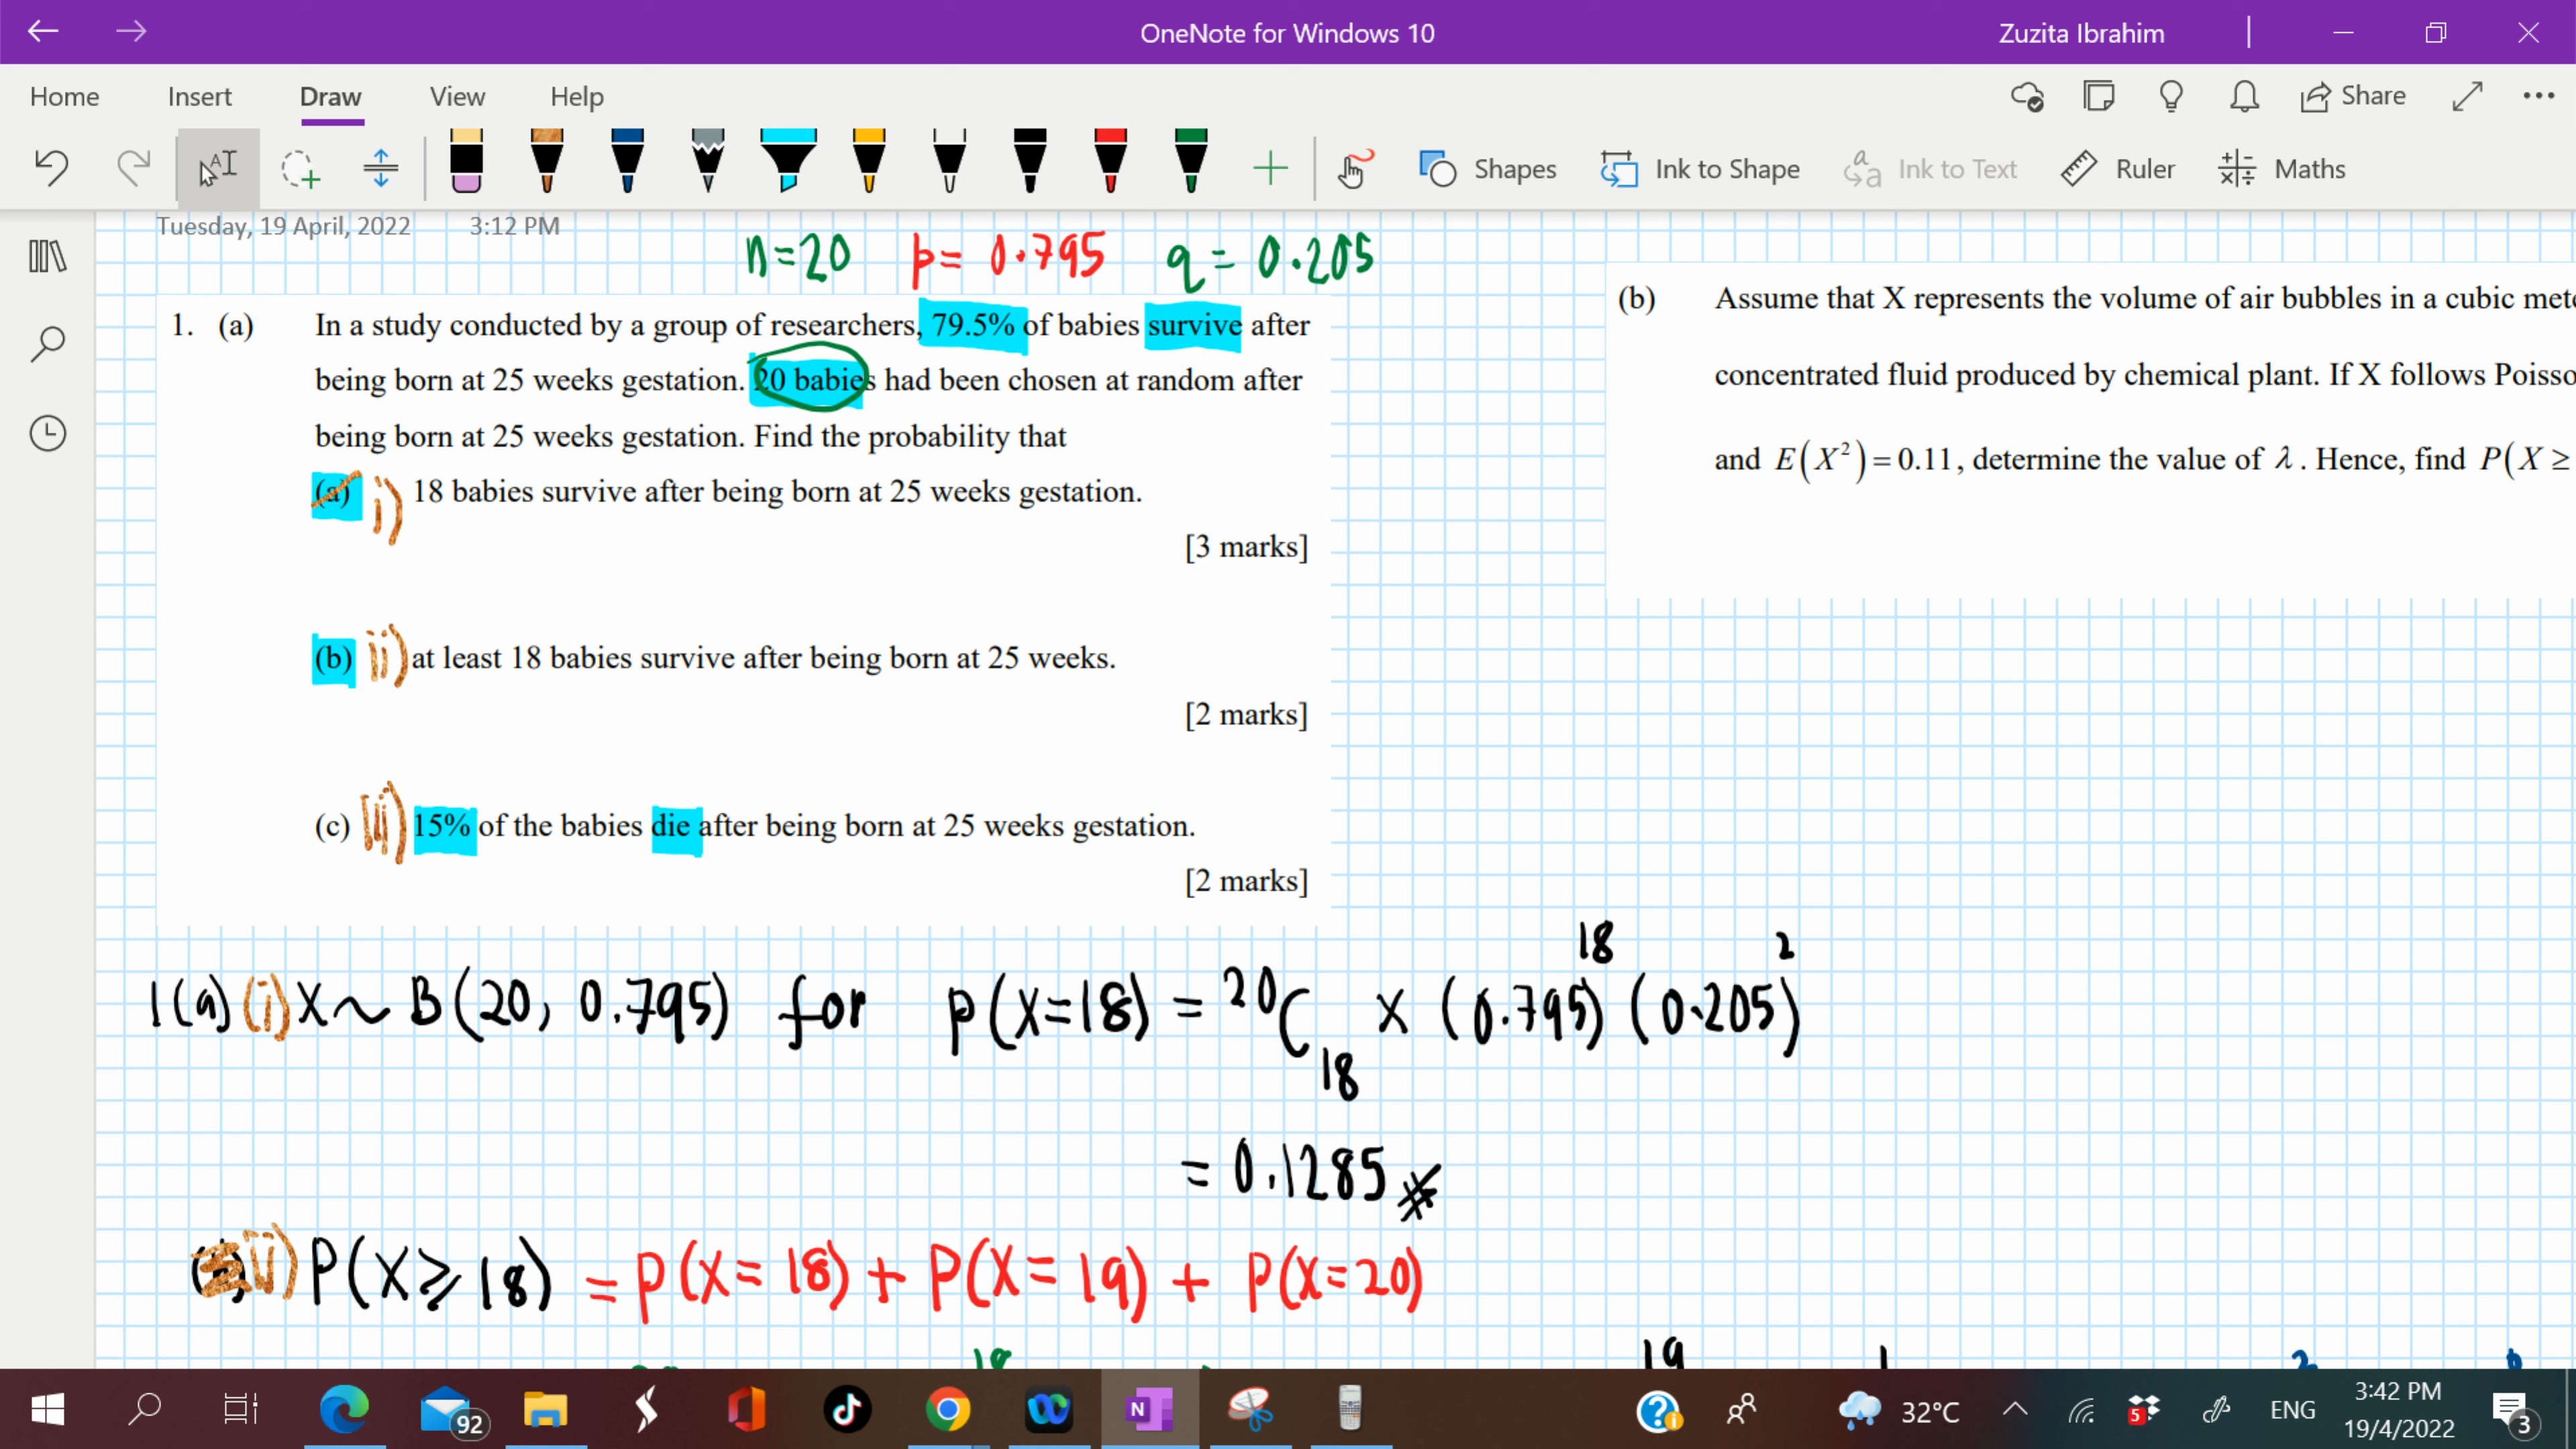 OneNote for Windows 10
Zuzita Ibrahim
Home Insert Draw View Help
Share
Shapes Ink to Shape Ink to Text Ruler Maths
Tuesday, 19 April, 2022 3:12 PM
n=20 p= 0.795 q= 0.205
1. (a) In a study conducted by a group of researchers, 79.5% of babies survive after
being born at 25 weeks gestation. 20 babies had been chosen at random after
being born at 25 weeks gestation. Find the probability that
(a) i) 18 babies survive after being born at 25 weeks gestation.
[3 marks]
(b) ii) at least 18 babies survive after being born at 25 weeks.
[2 marks]
(c) iii) 15% of the babies die after being born at 25 weeks gestation.
[2 marks]
(b) Assume that X represents the volume of air bubbles in a cubic
concentrated fluid produced by chemical plant. If X follows
and E(X²) = 0.11, determine the value of λ. Hence, find P(X ≥
1(a)(i) X ~ B(20, 0.795) for P(X=18) = ²⁰C₁₈ x (0.795)¹⁸ (0.205)²
= 0.1285
ii) P(X ≥ 18) = P(X= 18) + P(X= 19) + P(X=20)
18 19 1
92
32°C
5
ENG
3:42 PM
19/4/2022
3